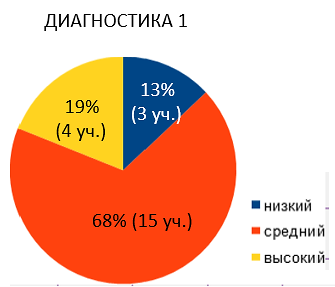 ДИАГНОСТИКА 1
13%
(3 уч.)
19%
(4 уч.)
68% (15 уч.)
низкий
средний
высокий